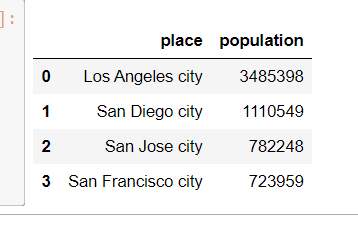 ]:
place population
0 Los Angeles city 3485398
1 San Diego city 1110549
2 San Jose city 782248
3 San Francisco city 723959